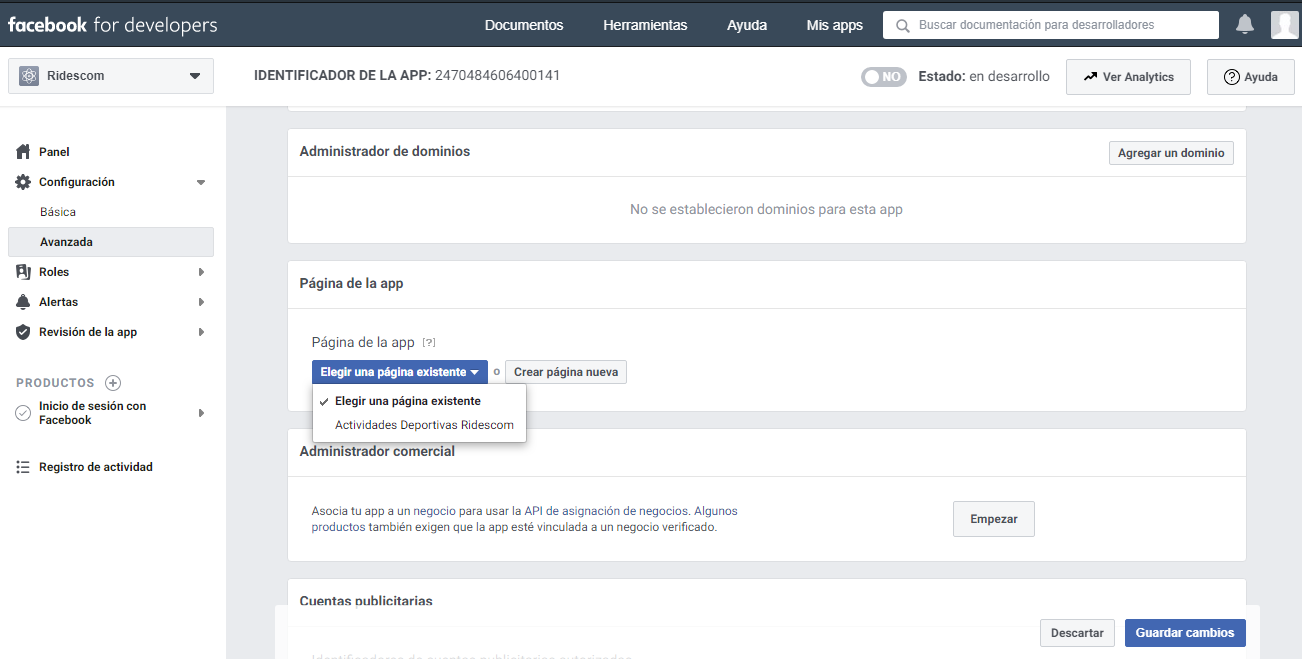 facebook for developers
Documentos
Herramientas
Ayuda
Mis apps
Buscar documentación para desarrolladores
Ridescom
IDENTIFICADOR DE LA APP: 2470484606400141
NO
Estado: en desarrollo
Ver Analytics
Ayuda
Panel
Configuración
Básica
Avanzada
Roles
Alertas
Revisión de la app
PRODUCTOS
Inicio de sesión con
Facebook
Registro de actividad
Administrador de dominios
Agregar un dominio
No se establecieron dominios para esta app
Página de la app
Página de la app [?]
Elegir una página existente
o
Crear página nueva
Elegir una página existente
Actividades Deportivas Ridescom
Administrador comercial
Asocia tu app a un negocio para usar la API de asignación de negocios. Algunos
productos también exigen que la app esté vinculada a un negocio verificado.
Empezar
Cuentas publicitarias
Identificadores de cuentas publicitarias autorizadas
Descartar
Guardar cambios